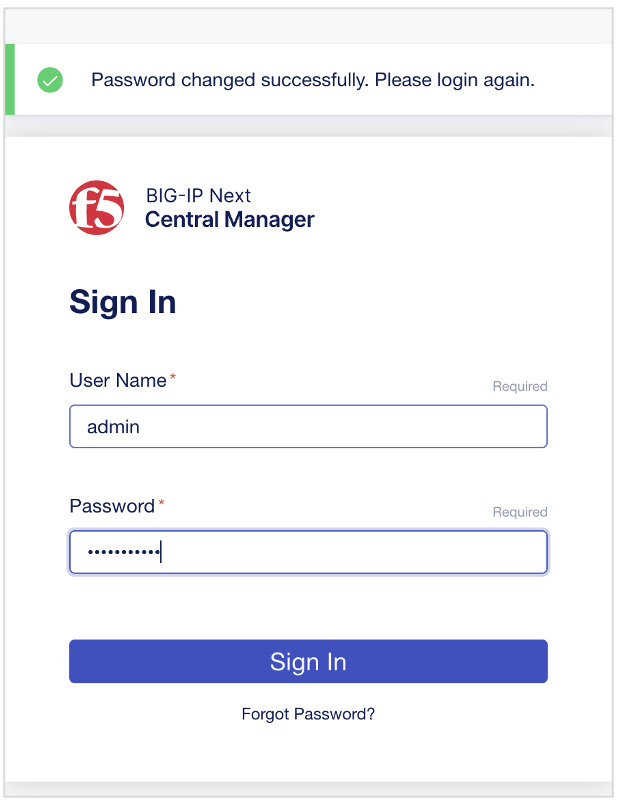 Password changed successfully. Please login again.
f5
BIG-IP Next
Central Manager
Sign In
User Name*
Required
admin
Password*
Required
•••••••••••
Sign In
Forgot Password?